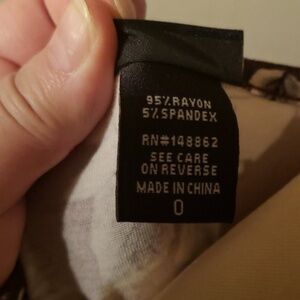 95% RAYON
5% SPANDEX
RN#148862
SEE CARE
ON REVERSE
MADE IN CHINA
0